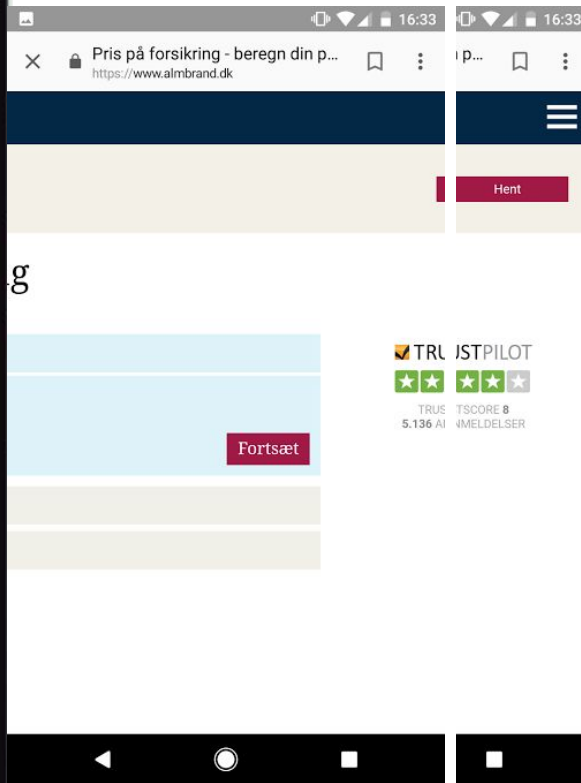 16:33
16:33
Pris på forsikring - beregn din p...
p...
https://www.almbrand.dk
Hent
g
TRU
USTPILOT
TRUS
TSCORE 8
5.136 A
NMELDELSER
Fortsæt